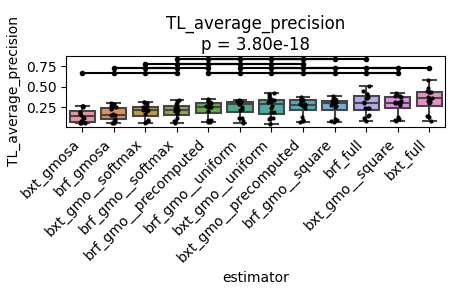 TL_average_precision
p = 3.80e-18
TL_average_precision
0.75
0.50
0.25
bxt_gmosa
brf_gmosa
bxt_gmo__softmax
brf_gmo__softmax
brf_gmo__precomputed
brf_gmo__uniform
bxt_gmo__uniform
bxt_gmo__precomputed
brf_gmo__square
brf_full
bxt_gmo__square
bxt_full
estimator